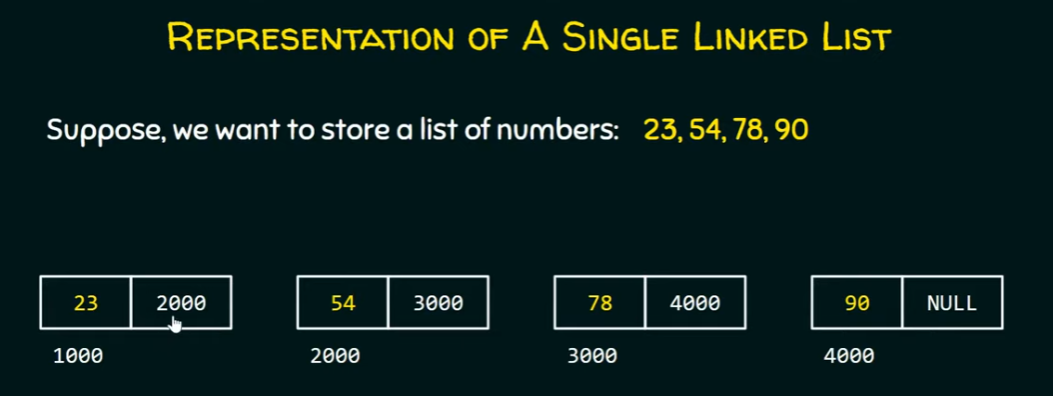 Representation of A Single Linked List
Suppose, we want to store a list of numbers: 23, 54, 78, 90
23 2000 54 3000 78 4000 90 NULL
1000 2000 3000 4000